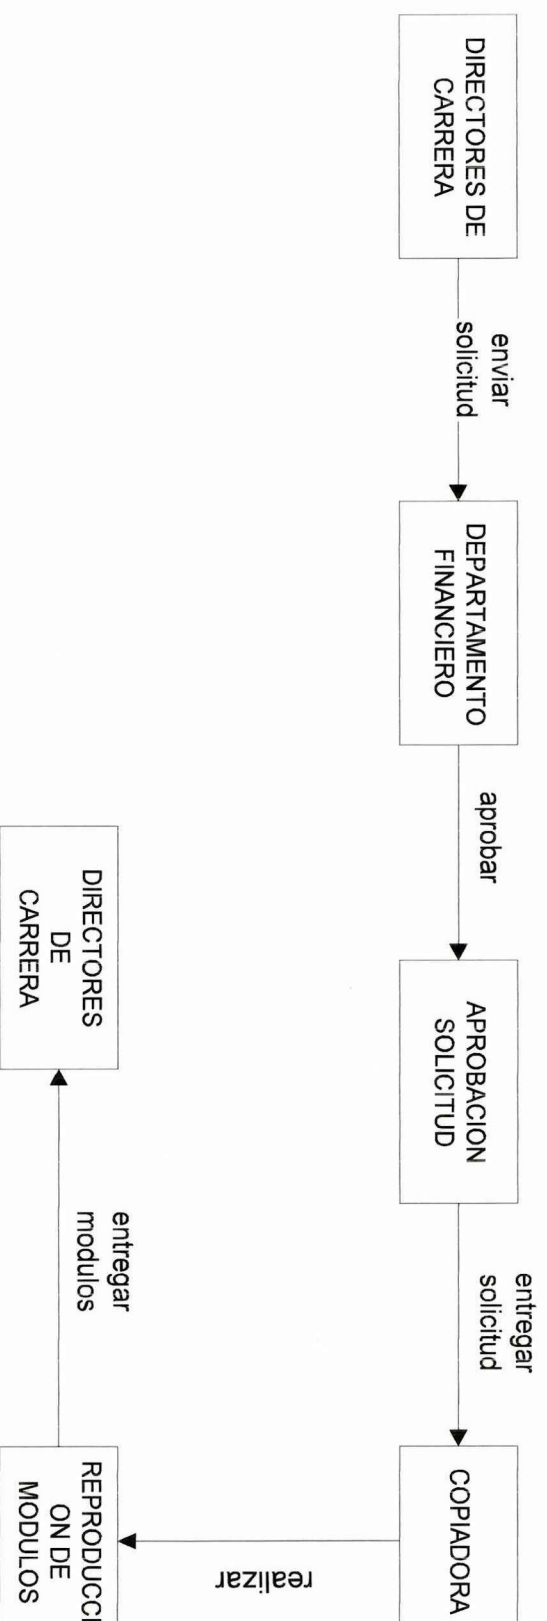 DIRECTORES DE
CARRERA
enviar
solicitud
DEPARTAMENTO
FINANCIERO
aprobar
APROBACION
SOLICITUD
entregar
solicitud
COPIADORA
realizar
REPRODUCCI
ON DE
MODULOS
entregar
modulos
DIRECTORES
DE
CARRERA